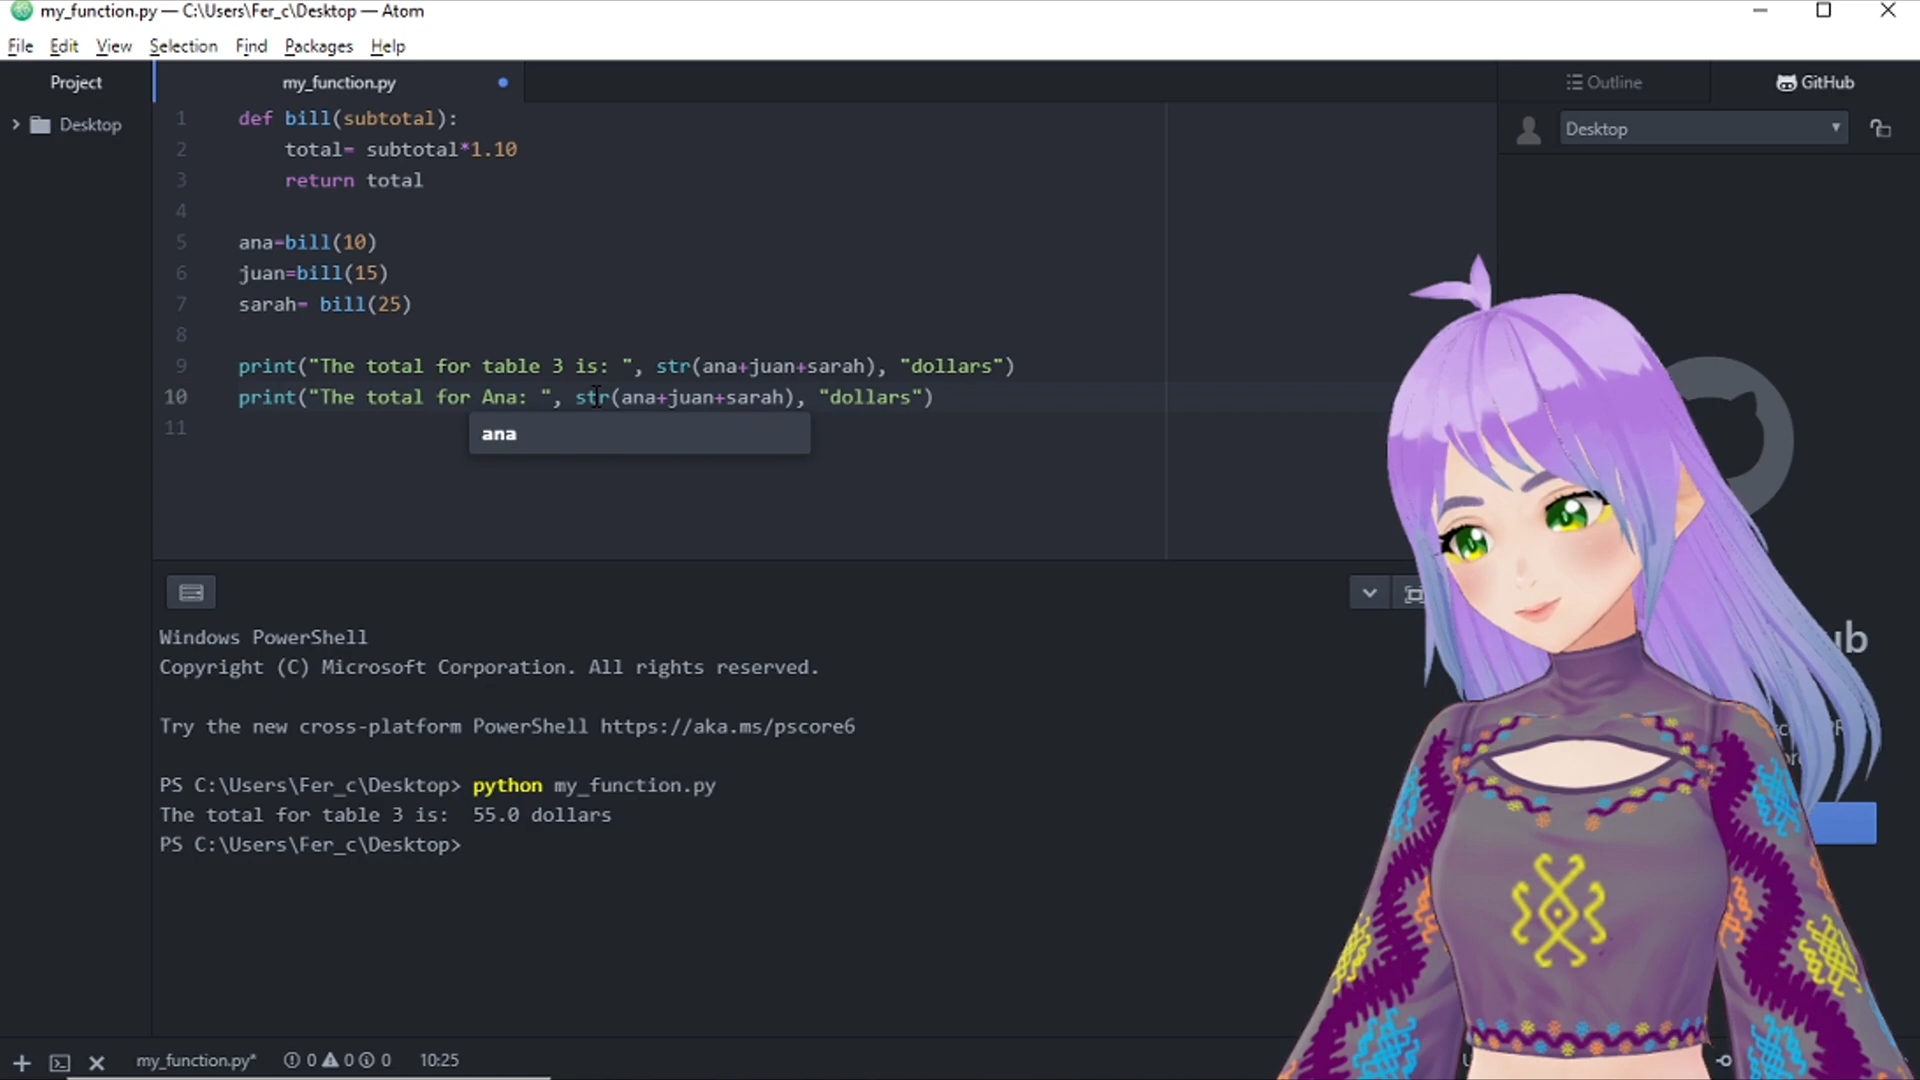 my_function.py — C:\Users\Fer_c\Desktop — Atom
File Edit View Selection Find Packages Help
Project
my_function.py
Outline
GitHub
Desktop
Desktop
1 def bill(subtotal):
2 total= subtotal*1.10
3 return total
4
5 ana=bill(10)
6 juan=bill(15)
7 sarah= bill(25)
8
9 print("The total for table 3 is: ", str(ana+juan+sarah), "dollars")
10 print("The total for Ana: ", str(ana+juan+sarah), "dollars")
11
ana
Windows PowerShell
Copyright (C) Microsoft Corporation. All rights reserved.
Try the new cross-platform PowerShell https://aka.ms/pscore6
PS C:\Users\Fer_c\Desktop> python my_function.py
The total for table 3 is:  55.0 dollars
PS C:\Users\Fer_c\Desktop>
my_function.py* 0 0 0 10:25